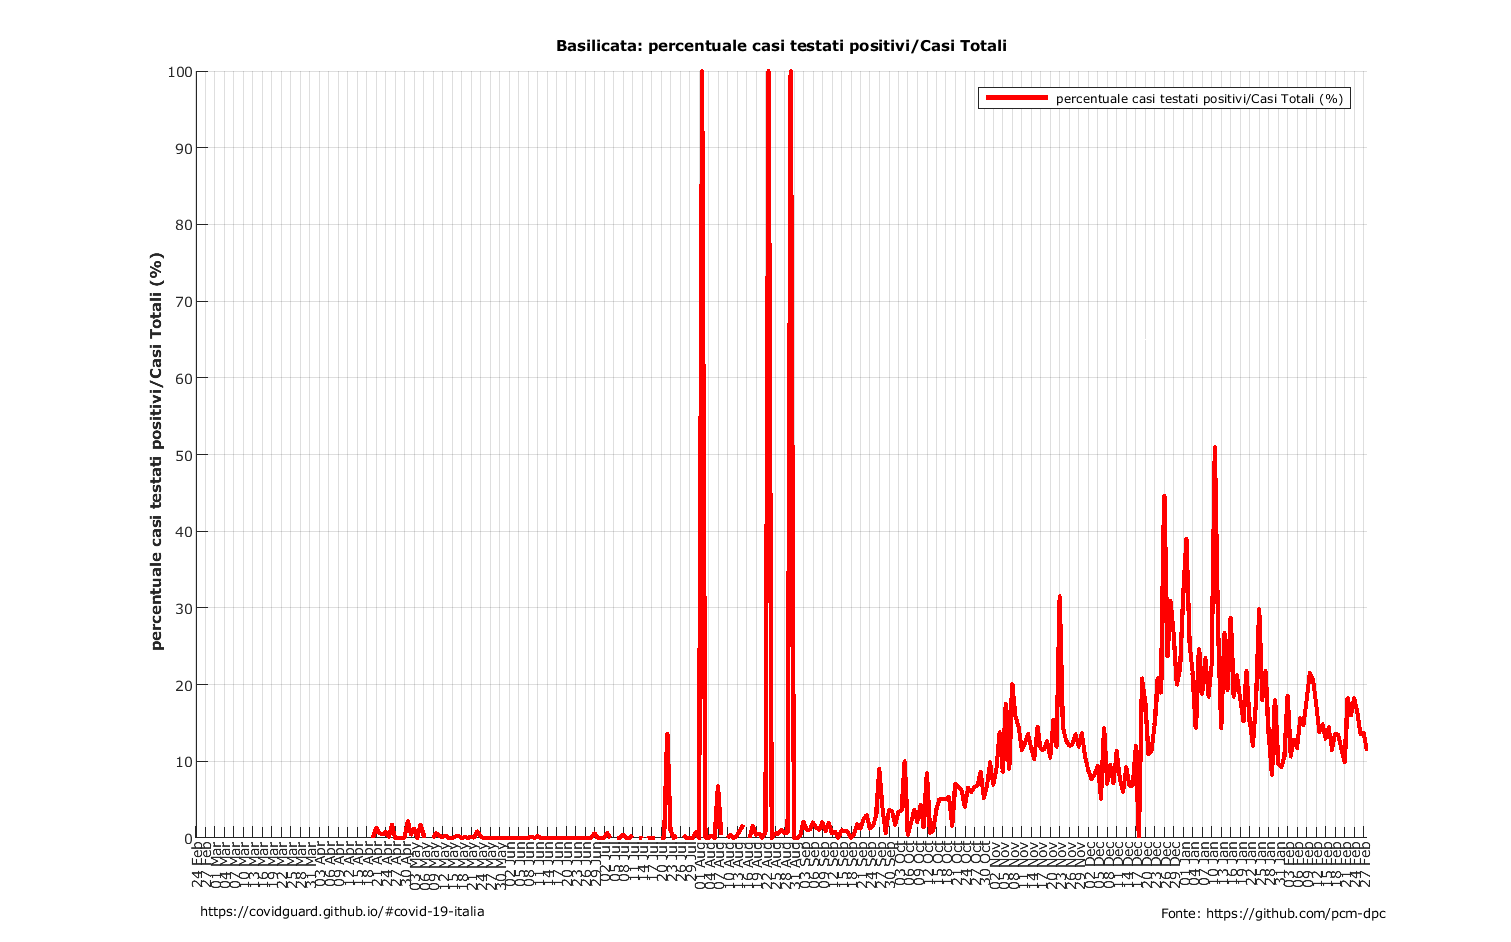 Basilicata: percentuale casi testati positivi/Casi Totali
percentuale casi testati positivi/Casi Totali (%)
percentuale casi testati positivi/Casi Totali (%)
100
90
80
70
60
50
40
30
20
10
0
24 Feb
27 Feb
01 Mar
04 Mar
07 Mar
10 Mar
13 Mar
16 Mar
19 Mar
22 Mar
25 Mar
28 Mar
31 Mar
03 Apr
06 Apr
09 Apr
12 Apr
15 Apr
18 Apr
21 Apr
24 Apr
27 Apr
30 Apr
03 May
06 May
09 May
12 May
15 May
18 May
21 May
24 May
27 May
30 May
02 Jun
05 Jun
08 Jun
11 Jun
14 Jun
17 Jun
20 Jun
23 Jun
26 Jun
29 Jun
02 Jul
05 Jul
08 Jul
11 Jul
14 Jul
17 Jul
20 Jul
23 Jul
26 Jul
29 Jul
01 Aug
04 Aug
07 Aug
10 Aug
13 Aug
16 Aug
19 Aug
22 Aug
25 Aug
28 Aug
31 Aug
03 Sep
06 Sep
09 Sep
12 Sep
15 Sep
18 Sep
21 Sep
24 Sep
27 Sep
30 Sep
03 Oct
06 Oct
09 Oct
12 Oct
15 Oct
18 Oct
21 Oct
24 Oct
27 Oct
30 Oct
02 Nov
05 Nov
08 Nov
11 Nov
14 Nov
17 Nov
20 Nov
23 Nov
26 Nov
29 Nov
02 Dec
05 Dec
08 Dec
11 Dec
14 Dec
17 Dec
20 Dec
23 Dec
26 Dec
29 Dec
01 Jan
04 Jan
07 Jan
10 Jan
13 Jan
16 Jan
19 Jan
22 Jan
25 Jan
28 Jan
31 Jan
03 Feb
06 Feb
09 Feb
12 Feb
15 Feb
18 Feb
21 Feb
24 Feb
27 Feb
https://covidguard.github.io/#covid-19-italia
Fonte: https://github.com/pcm-dpc